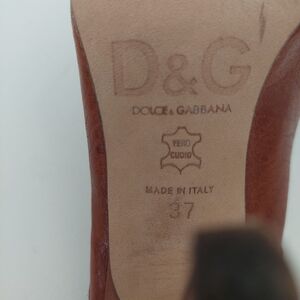 D&G
DOLCE & GABBANA
VERO
CUOIO
MADE IN ITALY
37